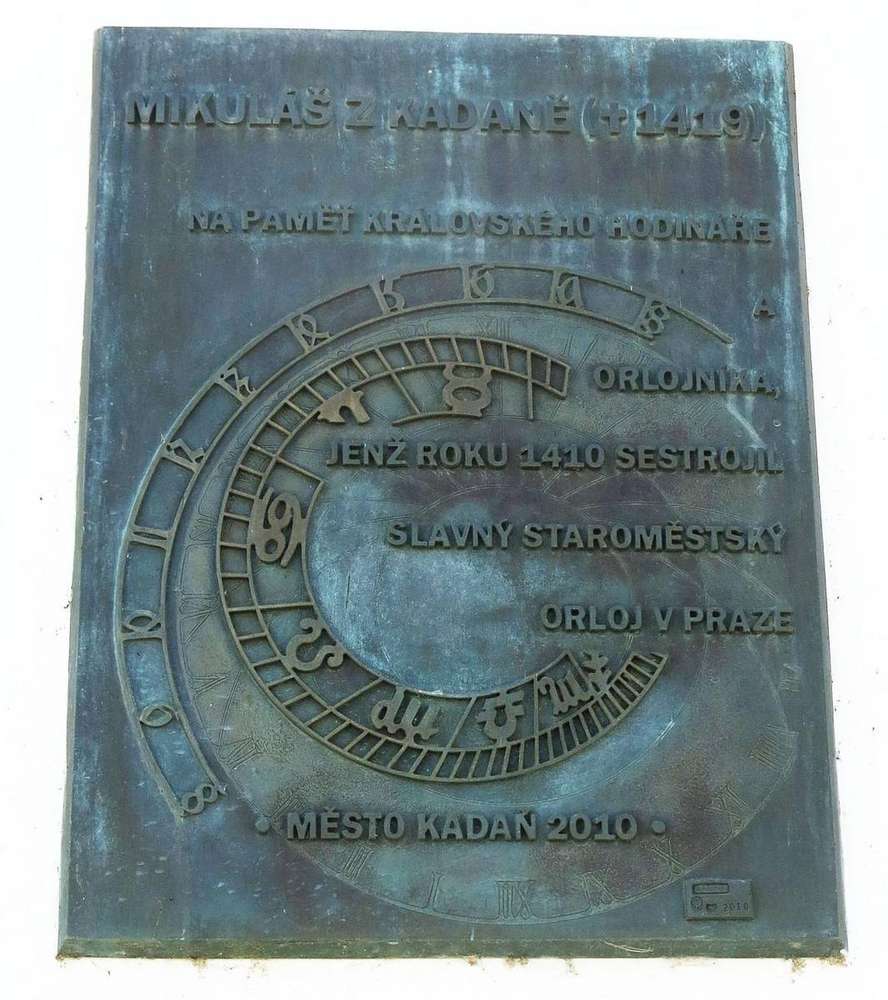 MIKULÁŠ Z KADANĚ († 1419)
NA PAMĚŤ KRÁLOVSKÉHO HODINÁŘE
A
ORLOJNÍKA,
JENŽ ROKU 1410 SESTROJIL
SLAVNÝ STAROMĚSTSKÝ
ORLOJ V PRAZE
• MĚSTO KADAŇ 2010 •
2010